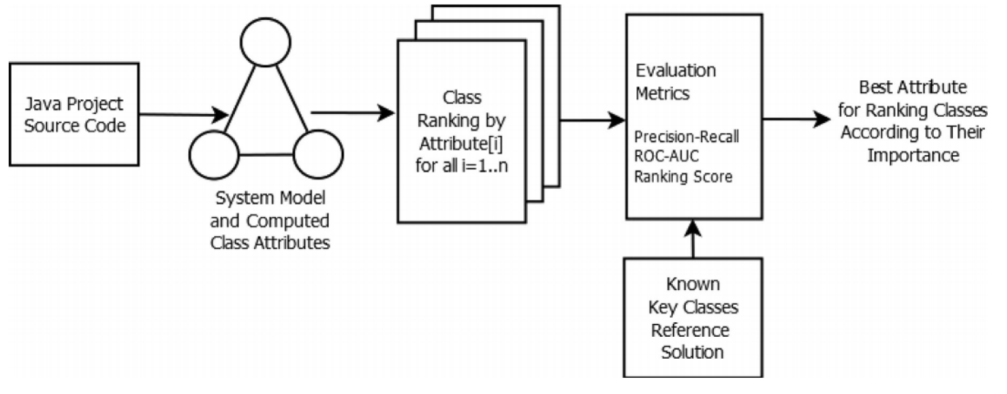 Java Project
Source Code
System Model
and Computed
Class Attributes
Class
Ranking by
Attribute[i]
for all i=1..n
Evaluation
Metrics
Precision-Recall
ROC-AUC
Ranking Score
Known
Key Classes
Reference
Solution
Best Attribute
for Ranking Classes
According to Their
Importance